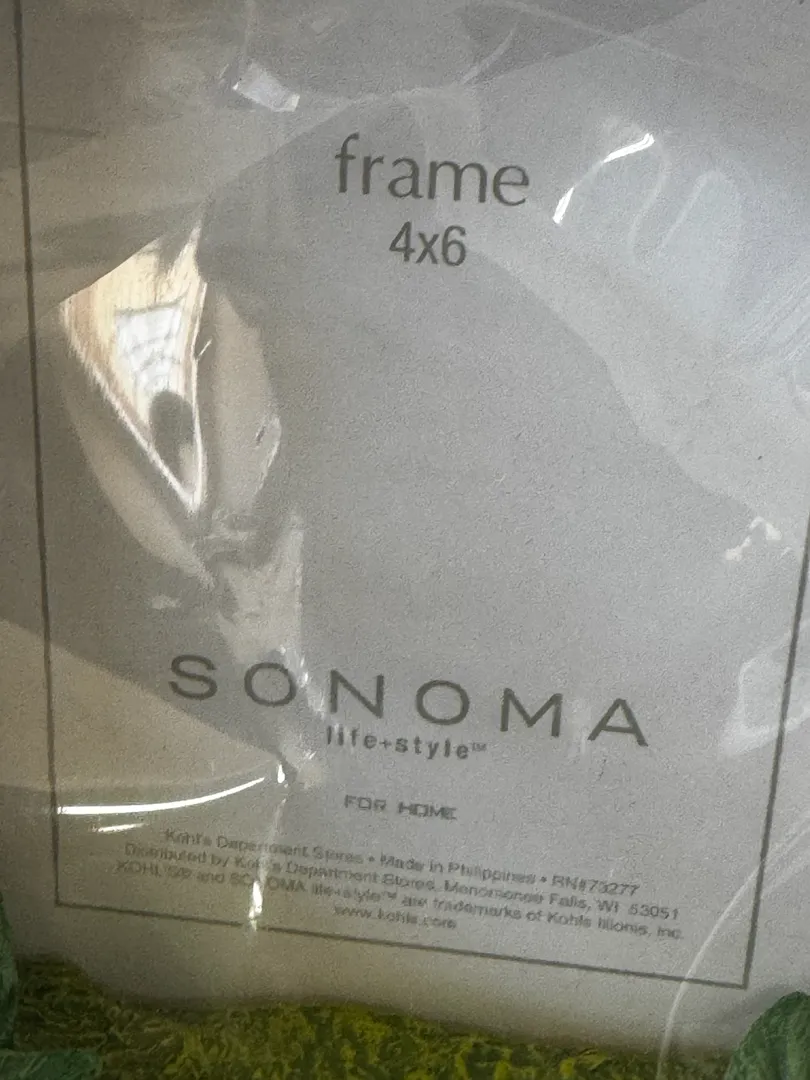 frame
4x6
SONOMA
life+style™
FOR HOME
Kohl's Department Stores • Made in Philippines • RN#73277
Distributed by Kohl's Department Stores, Menomonee Falls, WI 53051
KOHL'S® and SONOMA life+style™ are trademarks of Kohls Illionis, Inc.
www.kohls.com